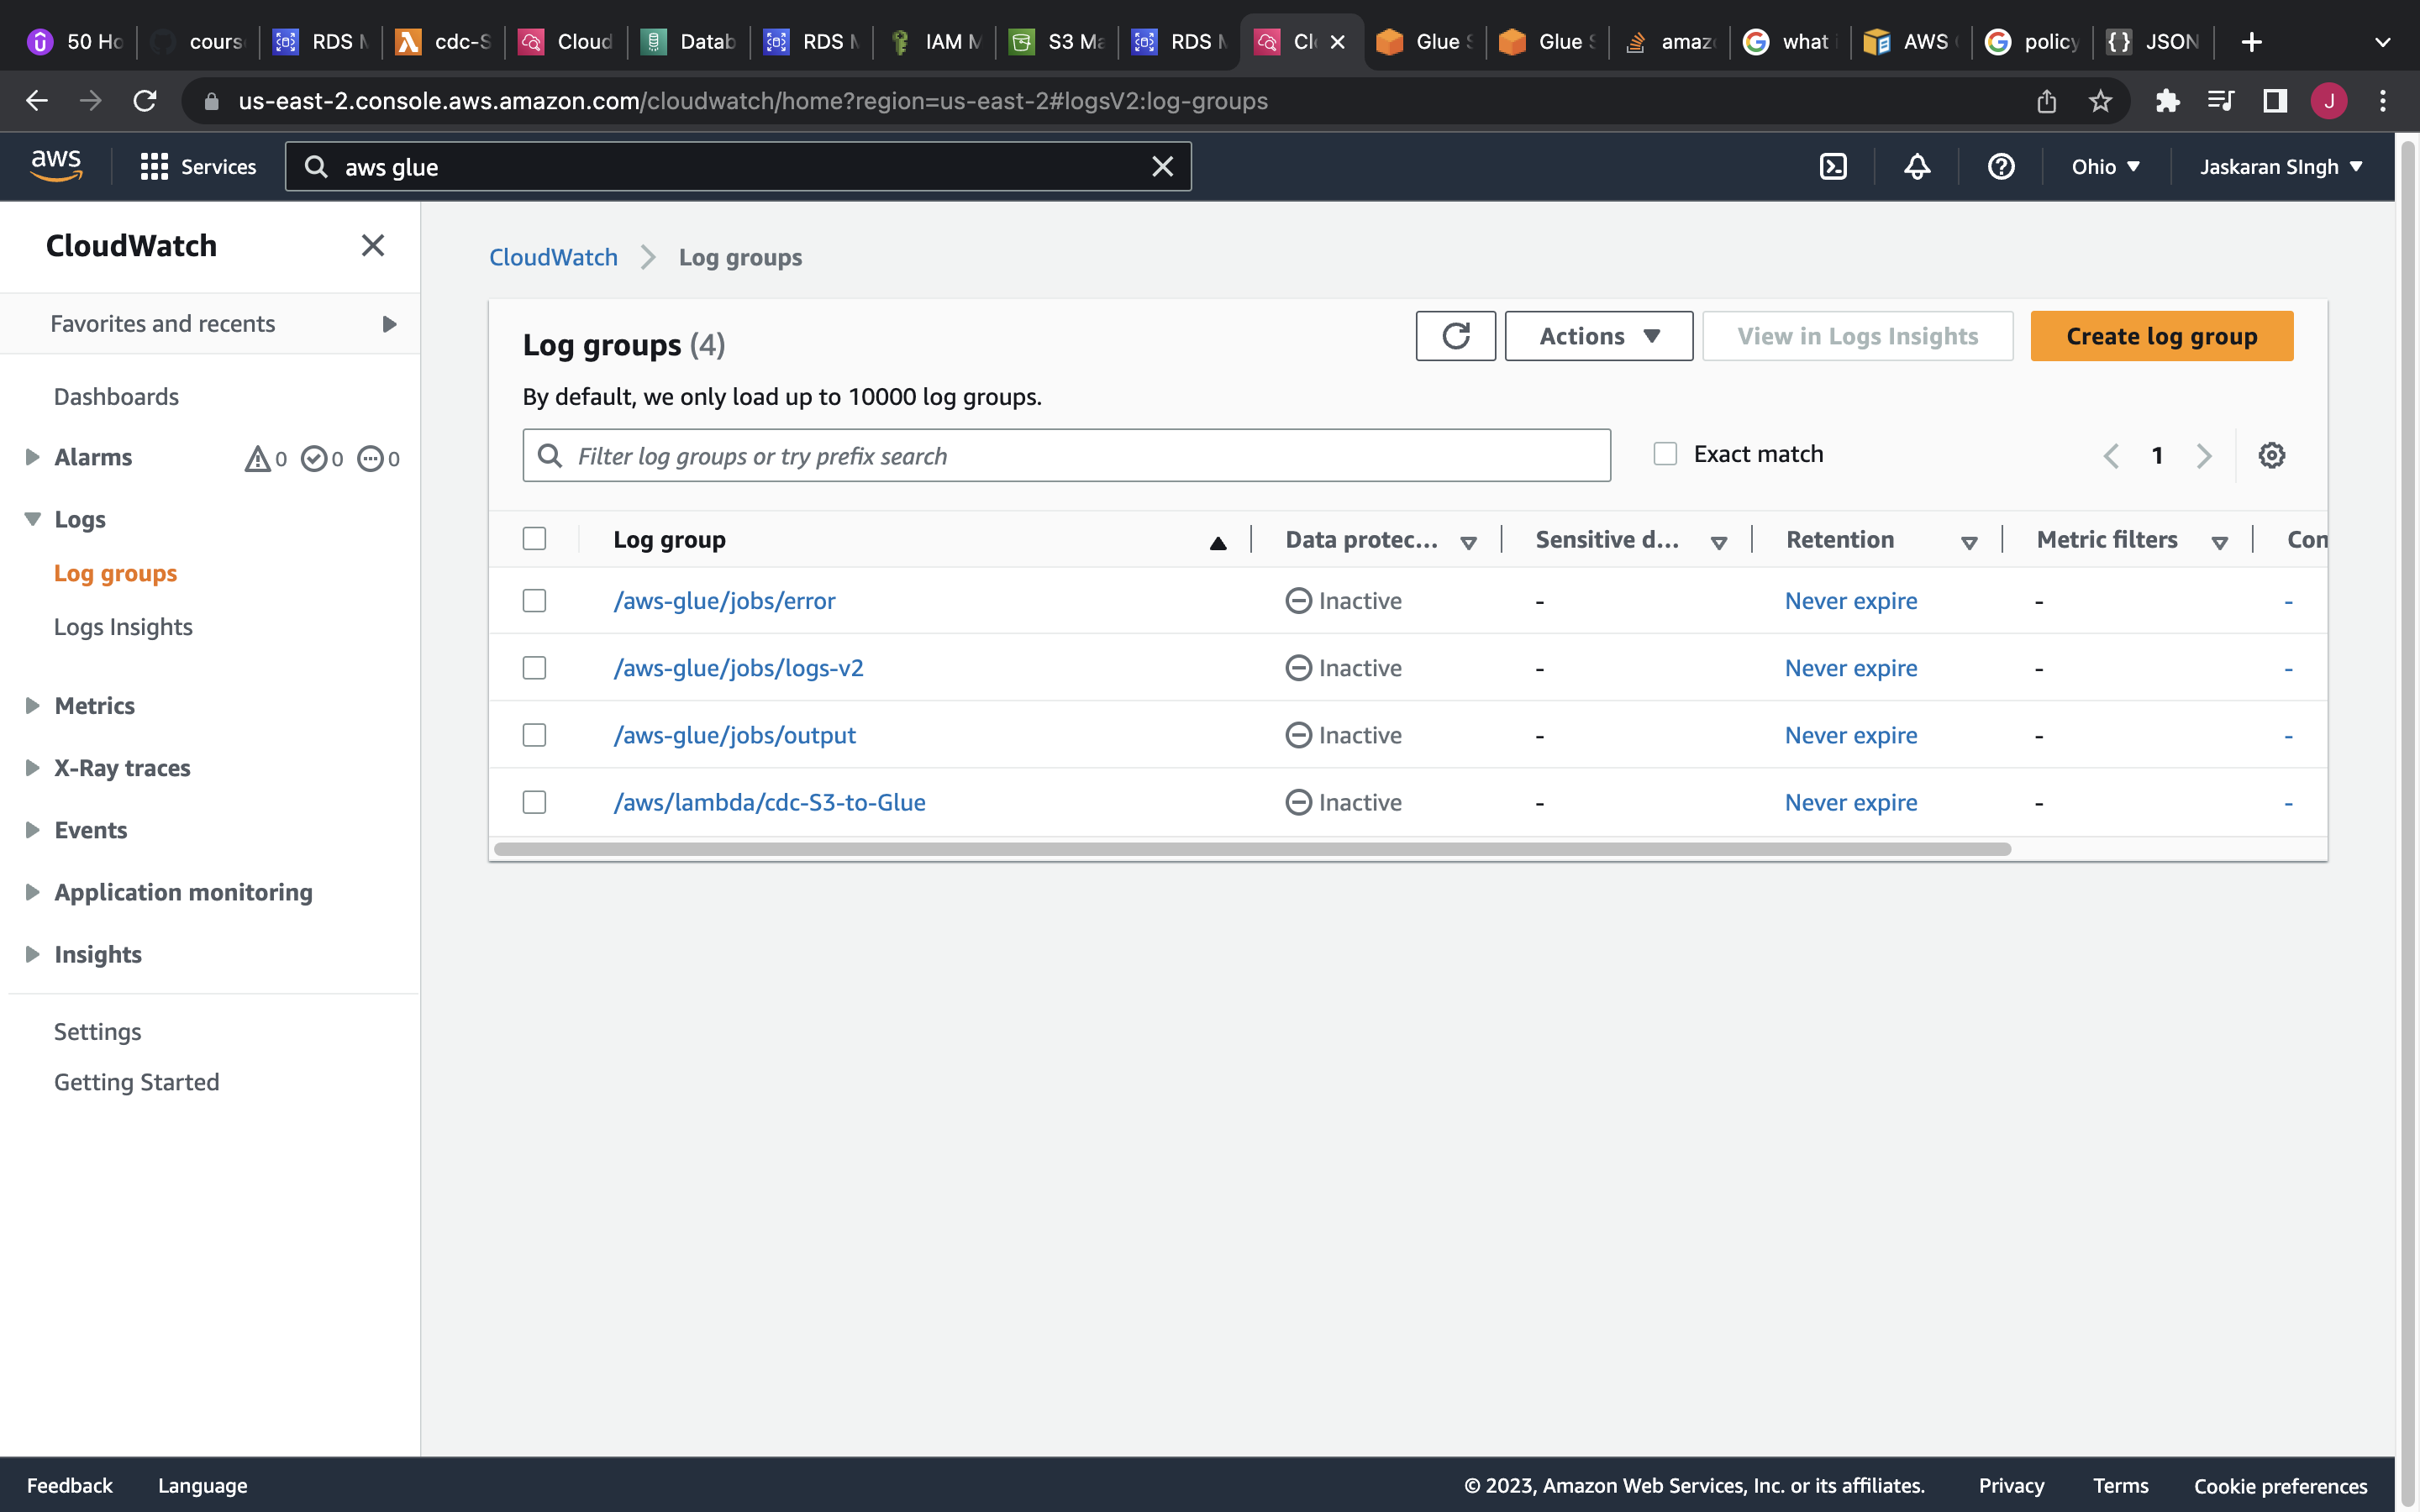 50 Ho
cours
RDS M
cdc-S
Cloud
Datab
RDS M
IAM M
S3 Ma
RDS M
Cl
Glue S
Glue S
amaz
what i
AWS
policy
JSON
us-east-2.console.aws.amazon.com/cloudwatch/home?region=us-east-2#logsV2:log-groups
J
aws
Services
aws glue
Ohio
Jaskaran SIngh
CloudWatch
Favorites and recents
Dashboards
Alarms 0 0 0
Logs
Log groups
Logs Insights
Metrics
X-Ray traces
Events
Application monitoring
Insights
Settings
Getting Started
CloudWatch > Log groups
Log groups (4)
Actions
View in Logs Insights
Create log group
By default, we only load up to 10000 log groups.
Filter log groups or try prefix search
Exact match
1
Log group Data protec... Sensitive d... Retention Metric filters Con
/aws-glue/jobs/error Inactive - Never expire - -
/aws-glue/jobs/logs-v2 Inactive - Never expire - -
/aws-glue/jobs/output Inactive - Never expire - -
/aws/lambda/cdc-S3-to-Glue Inactive - Never expire - -
Feedback Language © 2023, Amazon Web Services, Inc. or its affiliates. Privacy Terms Cookie preferences